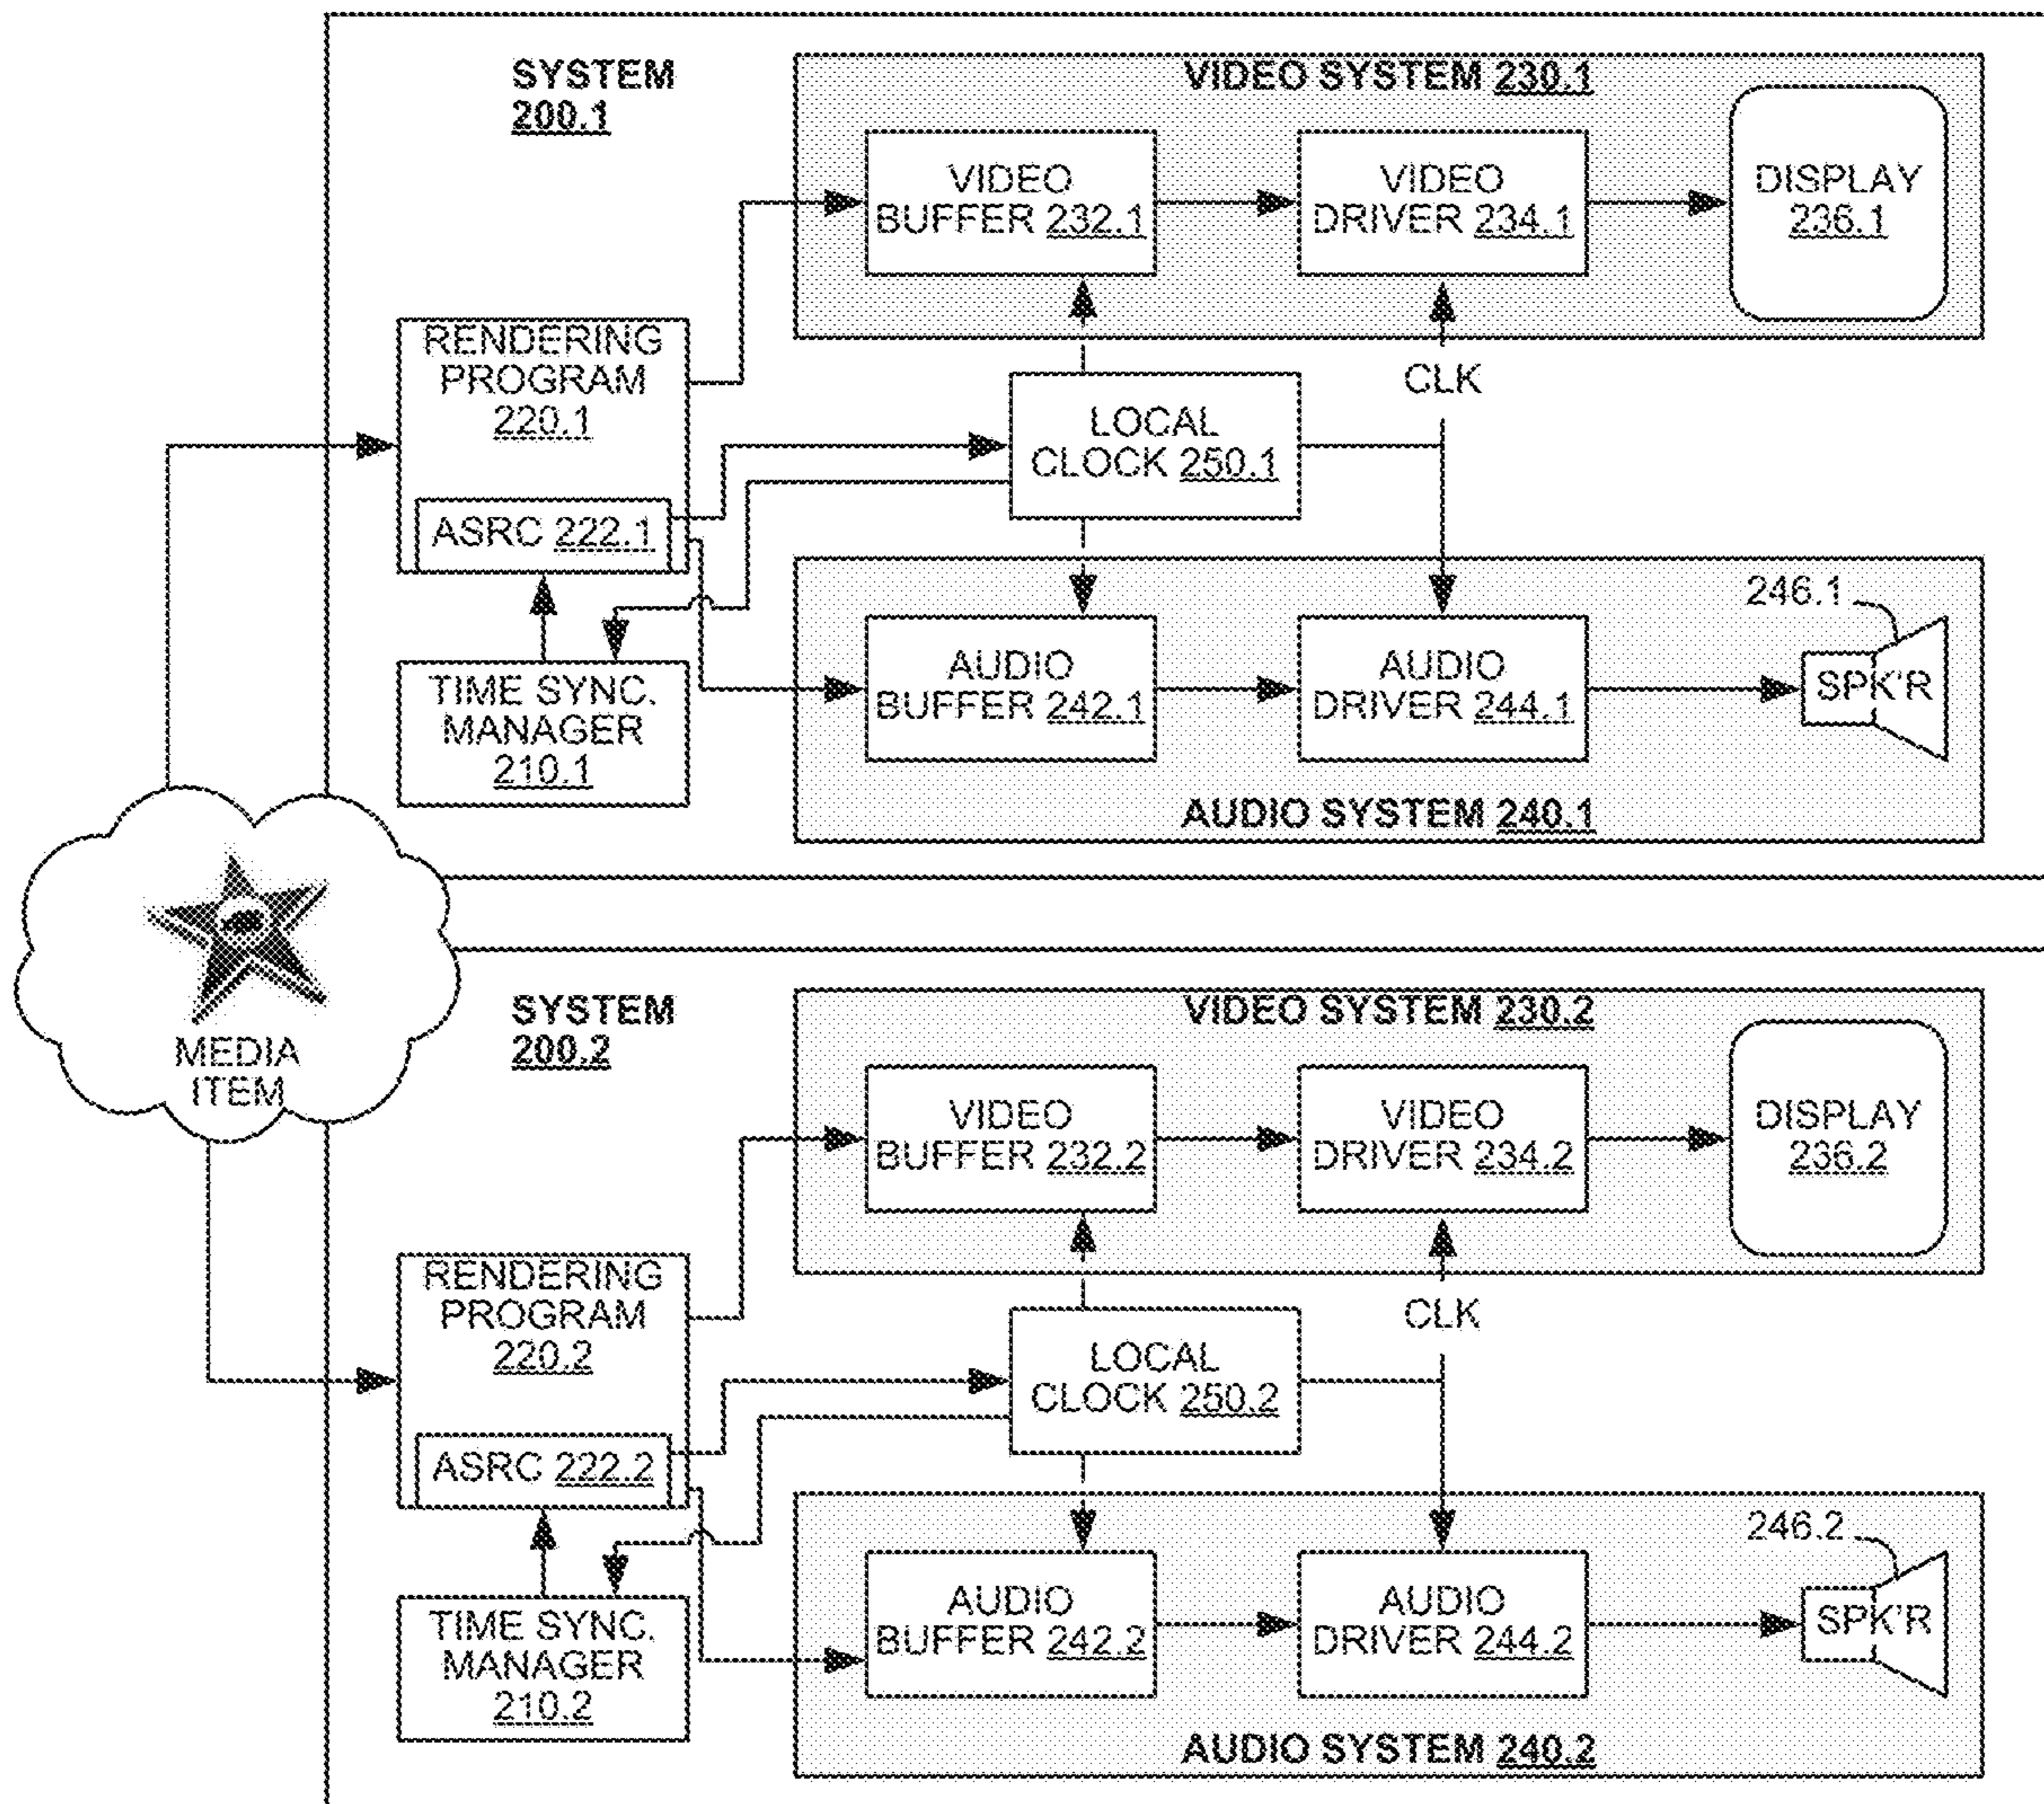 SYSTEM
200.1
VIDEO SYSTEM 230.1
VIDEO
BUFFER 232.1
VIDEO
DRIVER 234.1
DISPLAY
236.1
RENDERING
PROGRAM
220.1
ASRC 222.1
LOCAL
CLOCK 250.1
CLK
TIME SYNC.
MANAGER
210.1
AUDIO
BUFFER 242.1
AUDIO
DRIVER 244.1
246.1
SPK'R
AUDIO SYSTEM 240.1
MEDIA
ITEM
SYSTEM
200.2
VIDEO SYSTEM 230.2
VIDEO
BUFFER 232.2
VIDEO
DRIVER 234.2
DISPLAY
236.2
RENDERING
PROGRAM
220.2
ASRC 222.2
LOCAL
CLOCK 250.2
CLK
TIME SYNC.
MANAGER
210.2
AUDIO
BUFFER 242.2
AUDIO
DRIVER 244.2
246.2
SPK'R
AUDIO SYSTEM 240.2